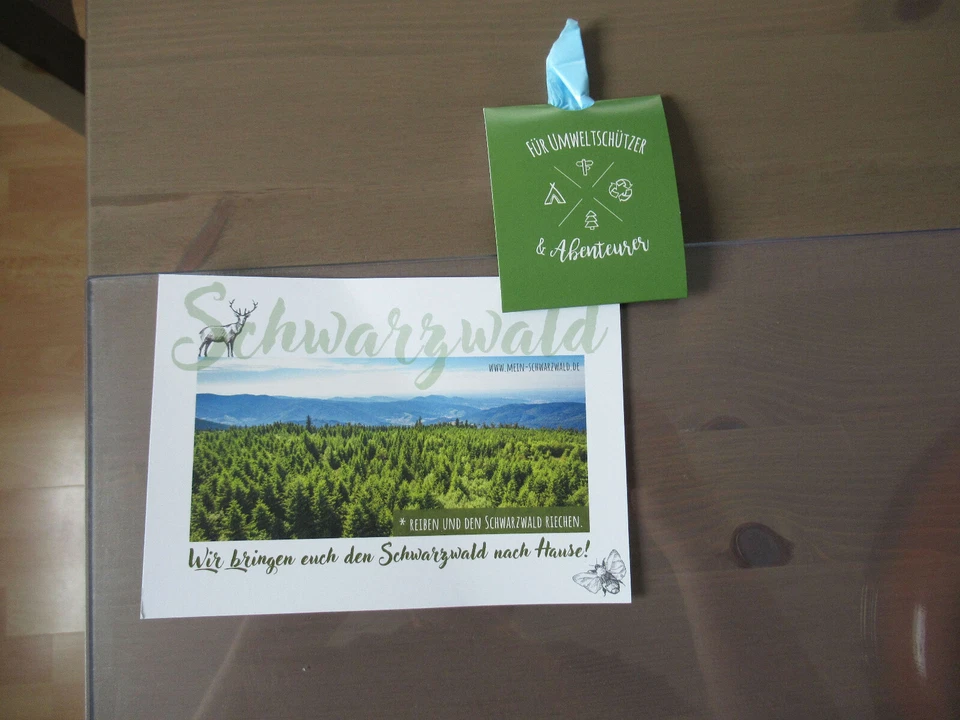 FÜR UMWELTSCHÜTZER
& Abenteurer
Schwarzwald
WWW.MEIN-SCHWARZWALD.DE
* REIBEN UND DEN SCHWARZWALD RIECHEN.
Wir bringen euch den Schwarzwald nach Hause!